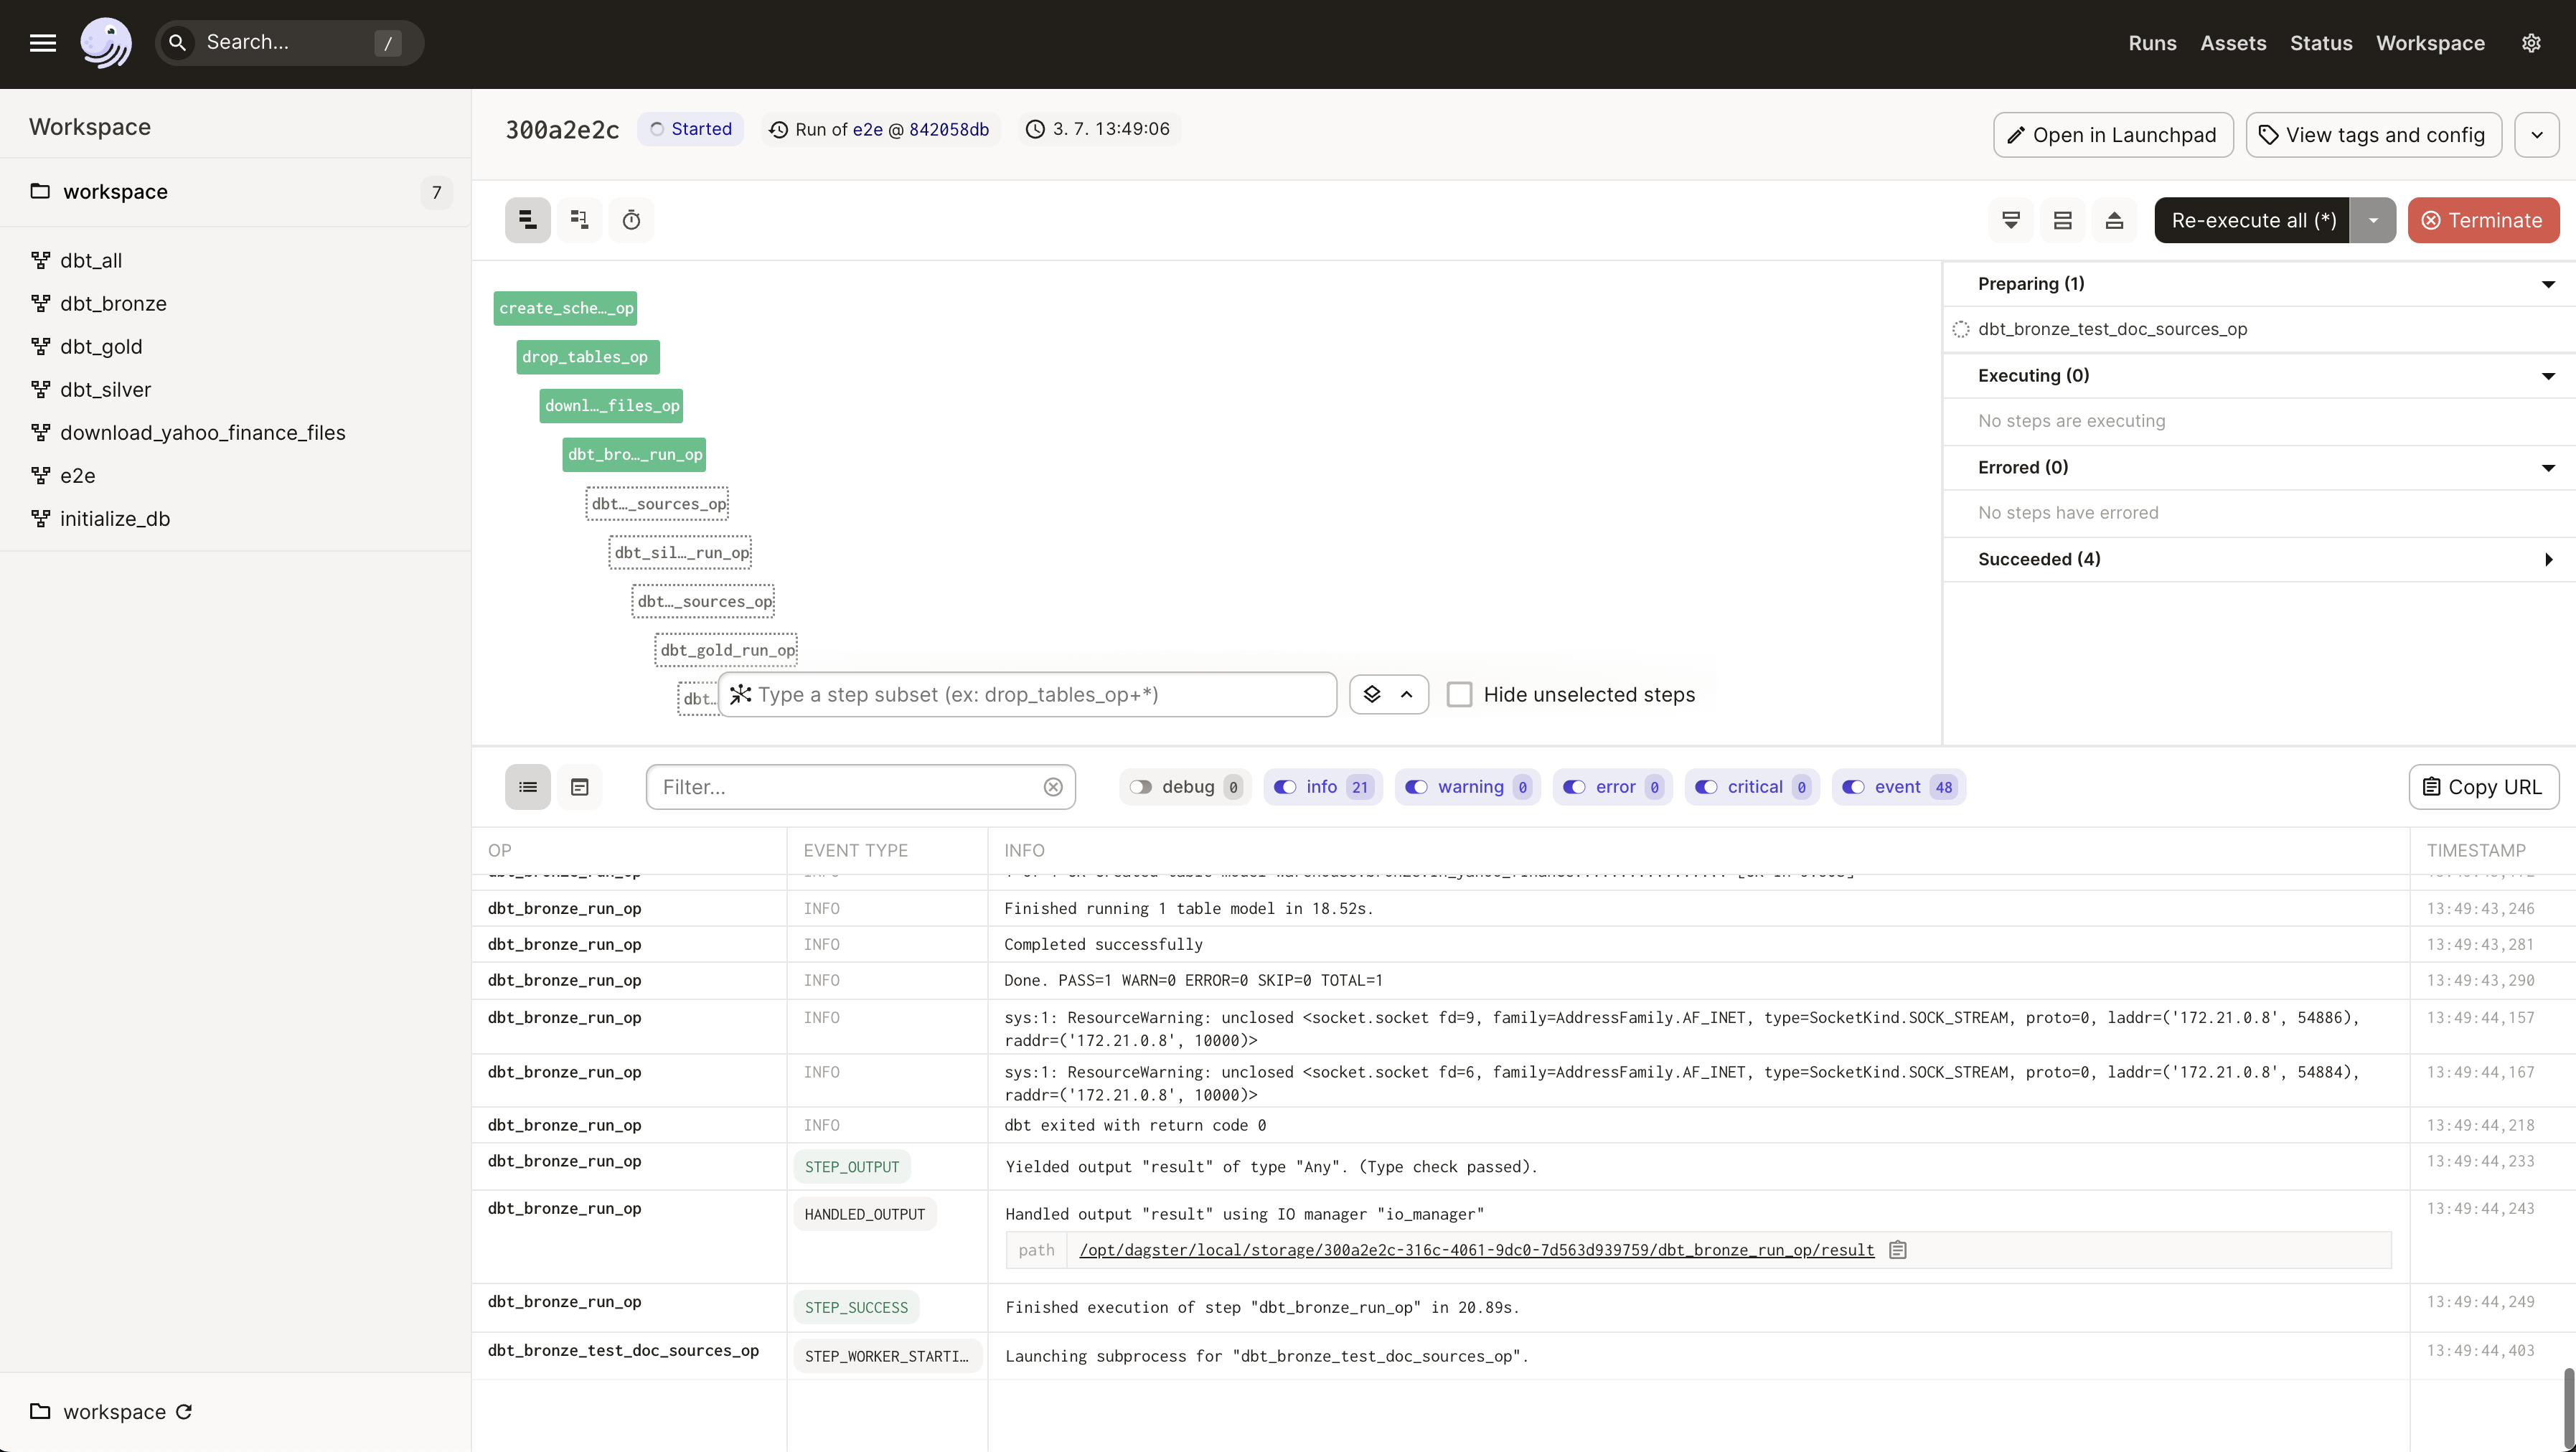 Search... /
Runs Assets Status Workspace
Workspace
workspace 7
dbt_all
dbt_bronze
dbt_gold
dbt_silver
download_yahoo_finance_files
e2e
initialize_db
workspace
300a2e2c Started Run of e2e @ 842058db 3. 7. 13:49:06
Open in Launchpad View tags and config
Re-execute all (*) Terminate
create_sche…_op
drop_tables_op
downl…_files_op
dbt_bro…_run_op
dbt…_sources_op
dbt_sil…_run_op
dbt…_sources_op
dbt_gold_run_op
dbt…
Type a step subset (ex: drop_tables_op+*) Hide unselected steps
Preparing (1)
dbt_bronze_test_doc_sources_op
Executing (0)
No steps are executing
Errored (0)
No steps have errored
Succeeded (4)
Filter... debug 0 info 21 warning 0 error 0 critical 0 event 48 Copy URL
OP EVENT TYPE INFO TIMESTAMP
dbt_bronze_run_op INFO Finished running 1 table model in 18.52s. 13:49:43,246
dbt_bronze_run_op INFO Completed successfully 13:49:43,281
dbt_bronze_run_op INFO Done. PASS=1 WARN=0 ERROR=0 SKIP=0 TOTAL=1 13:49:43,290
dbt_bronze_run_op INFO sys:1: ResourceWarning: unclosed <socket.socket fd=9, family=AddressFamily.AF_INET, type=SocketKind.SOCK_STREAM, proto=0, laddr=('172.21.0.8', 54886), 13:49:44,157
raddr=('172.21.0.8', 10000)>
dbt_bronze_run_op INFO sys:1: ResourceWarning: unclosed <socket.socket fd=6, family=AddressFamily.AF_INET, type=SocketKind.SOCK_STREAM, proto=0, laddr=('172.21.0.8', 54884), 13:49:44,167
raddr=('172.21.0.8', 10000)>
dbt_bronze_run_op INFO dbt exited with return code 0 13:49:44,218
dbt_bronze_run_op STEP_OUTPUT Yielded output "result" of type "Any". (Type check passed). 13:49:44,233
dbt_bronze_run_op HANDLED_OUTPUT Handled output "result" using IO manager "io_manager" 13:49:44,243
path /opt/dagster/local/storage/300a2e2c-316c-4061-9dc0-7d563d939759/dbt_bronze_run_op/result
dbt_bronze_run_op STEP_SUCCESS Finished execution of step "dbt_bronze_run_op" in 20.89s. 13:49:44,249
dbt_bronze_test_doc_sources_op STEP_WORKER_STARTI… Launching subprocess for "dbt_bronze_test_doc_sources_op". 13:49:44,403